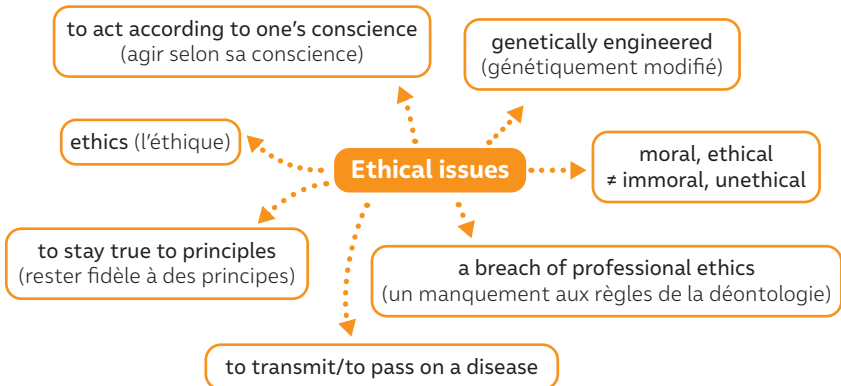 to act according to one’s conscience
(agir selon sa conscience)
genetically engineered
(génétiquement modifié)
ethics (l’éthique)
Ethical issues
moral, ethical
≠ immoral, unethical
to stay true to principles
(rester fidèle à des principes)
a breach of professional ethics
(un manquement aux règles de la déontologie)
to transmit/to pass on a disease